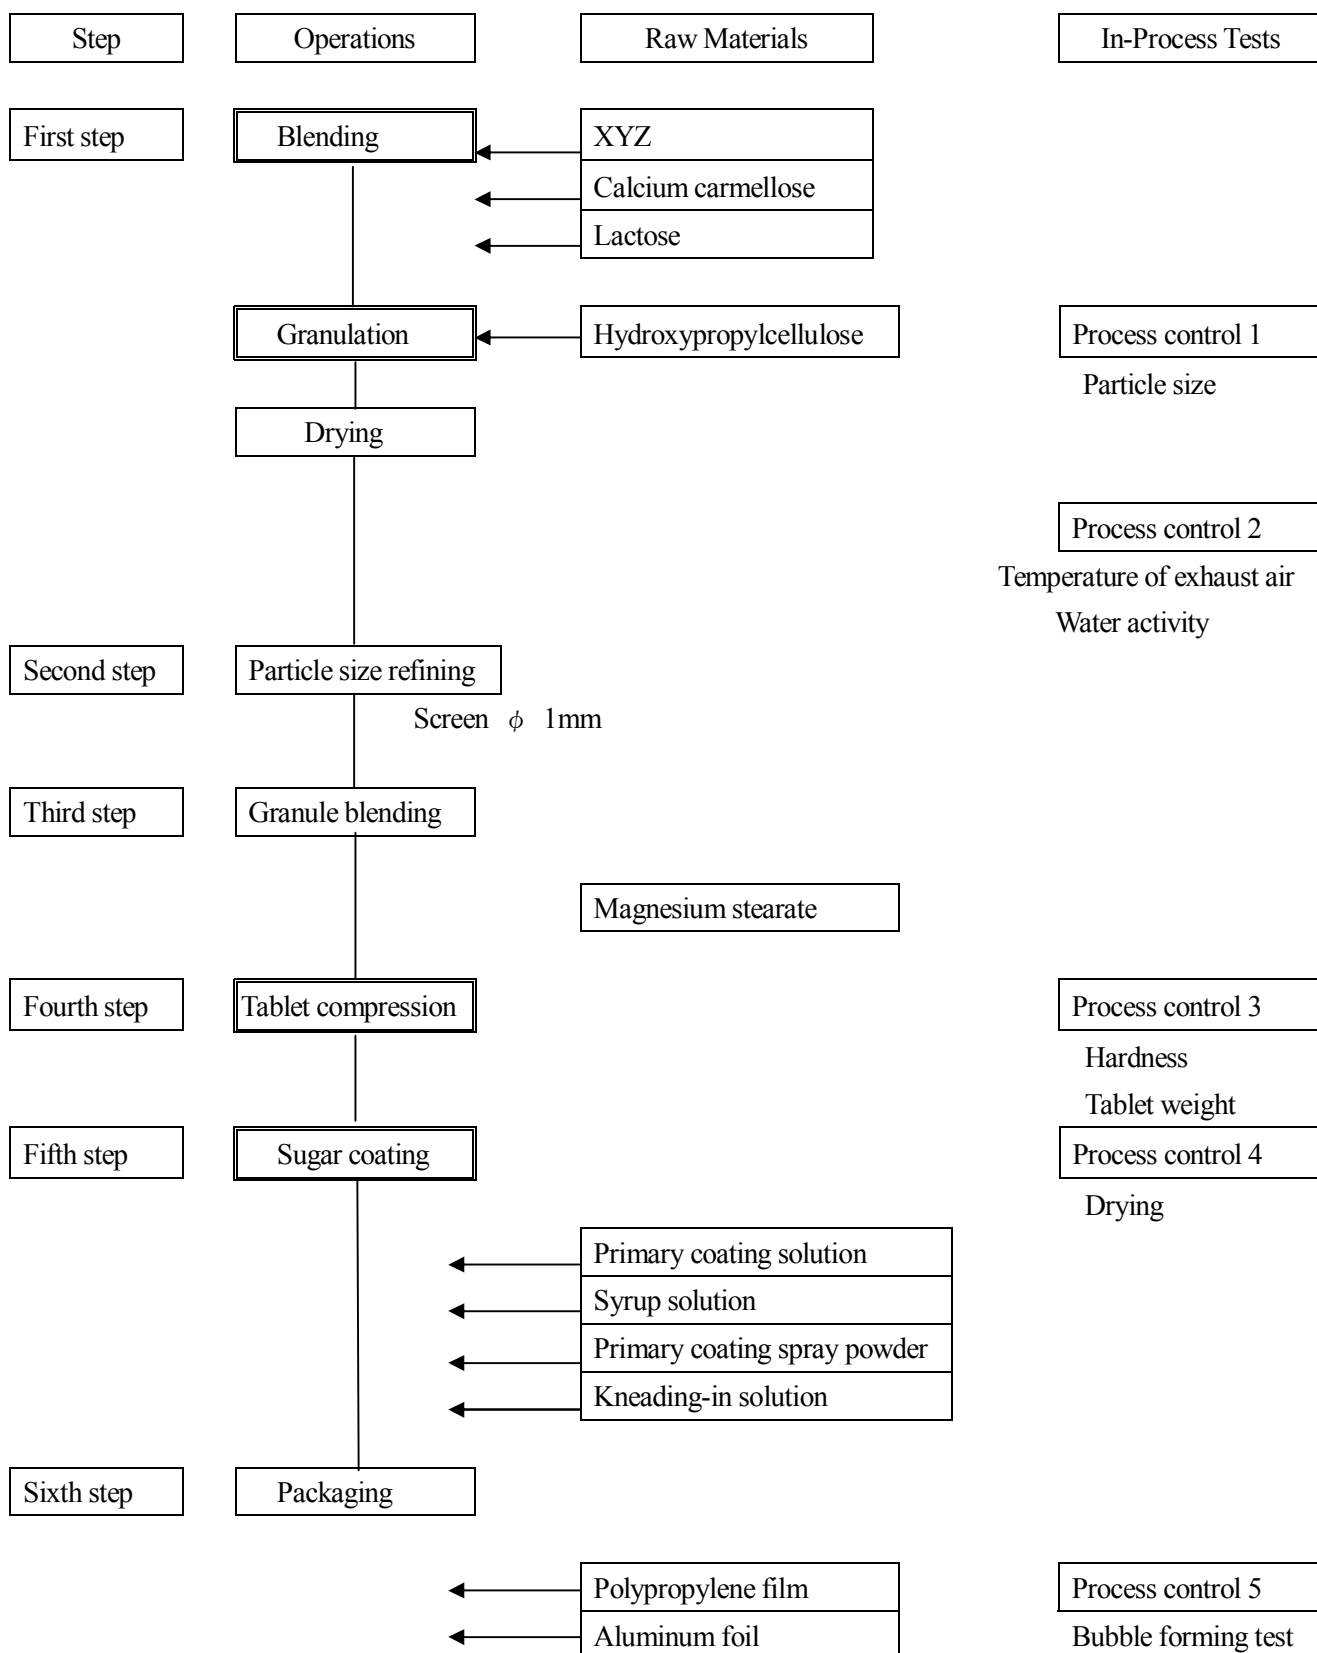 Step Operations Raw Materials In-Process Tests
First step Blending XYZ
Calcium carmellose
Lactose
Granulation Hydroxypropylcellulose Process control 1
Particle size
Drying
Process control 2
Temperature of exhaust air
Water activity
Second step Particle size refining
Screen φ 1mm
Third step Granule blending
Magnesium stearate
Fourth step Tablet compression Process control 3
Hardness
Tablet weight
Fifth step Sugar coating Process control 4
Drying
Primary coating solution
Syrup solution
Primary coating spray powder
Kneading-in solution
Sixth step Packaging
Polypropylene film Process control 5
Aluminum foil Bubble forming test